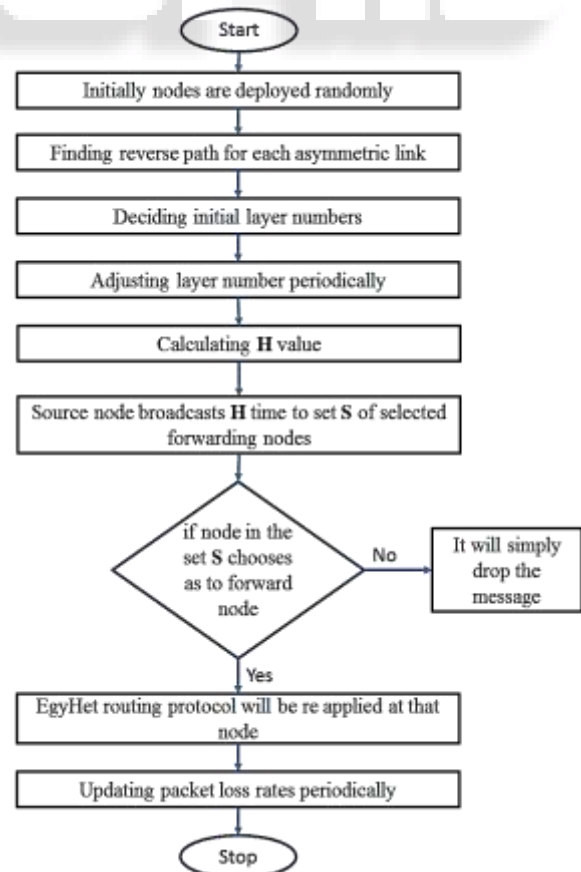 Start
Initially nodes are deployed randomly
Finding reverse path for each asymmetric link
Deciding initial layer numbers
Adjusting layer number periodically
Calculating H value
Source node broadcasts H time to set S of selected
forwarding nodes
if node in the
set S chooses
as to forward
node
No
It will simply
drop the
message
Yes
EgyHet routing protocol will be re applied at that
node
Updating packet loss rates periodically
Stop